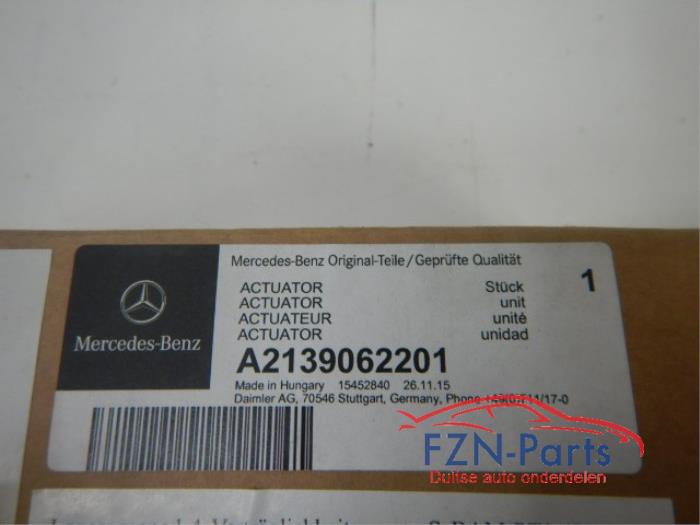 Mercedes-Benz Original-Teile/Geprüfte Qualität
ACTUATOR Stück 1
ACTUATOR unit
ACTUATEUR unité
ACTUATOR unidad
Mercedes-Benz
A2139062201
Made in Hungary 15452840 26.11.15
Daimler AG, 70546 Stuttgart, Germany, Phone
FZN-Parts
Duitse auto onderdelen